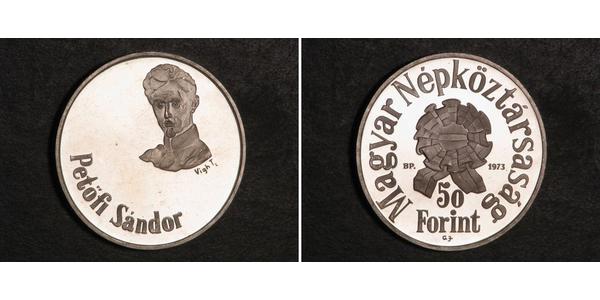 Vigh T.
Petőfi Sándor
Magyar Népköztársaság
BP. 1973
50
Forint
G.J.